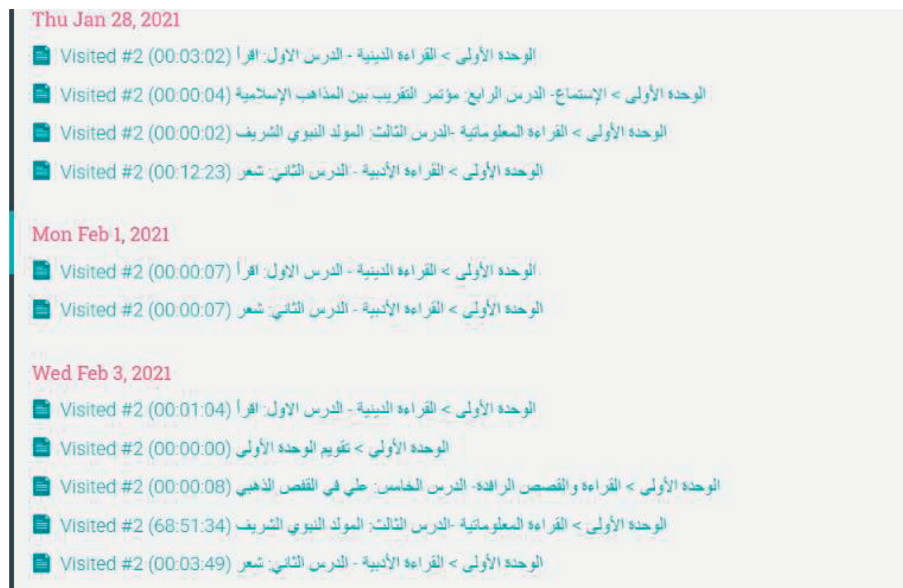 Thu Jan 28, 2021
Visited #2 (00:03:02) الوحدة الأولى > القراءة الدينية - الدرس الاول: اقرأ
Visited #2 (00:00:04) الوحدة الأولى > الإستماع- الدرس الرابع: مؤتمر التقريب بين المذاهب الإسلامية
Visited #2 (00:00:02) الوحدة الأولى > القراءة المعلوماتية -الدرس الثالث: المولد النبوي الشريف
Visited #2 (00:12:23) الوحدة الأولى > القراءة الأدبية - الدرس الثاني: شعر
Mon Feb 1, 2021
Visited #2 (00:00:07) الوحدة الأولى > القراءة الدينية - الدرس الاول: اقرأ
Visited #2 (00:00:07) الوحدة الأولى > القراءة الأدبية - الدرس الثاني: شعر
Wed Feb 3, 2021
Visited #2 (00:01:04) الوحدة الأولى > القراءة الدينية - الدرس الاول: اقرأ
Visited #2 (00:00:00) الوحدة الأولى > تقويم الوحدة الأولى
Visited #2 (00:00:08) الوحدة الأولى > القراءة والقصص الرافدة- الدرس الخامس: علي في القفص الذهبي
Visited #2 (68:51:34) الوحدة الأولى > القراءة المعلوماتية -الدرس الثالث: المولد النبوي الشريف
Visited #2 (00:03:49) الوحدة الأولى > القراءة الأدبية - الدرس الثاني: شعر